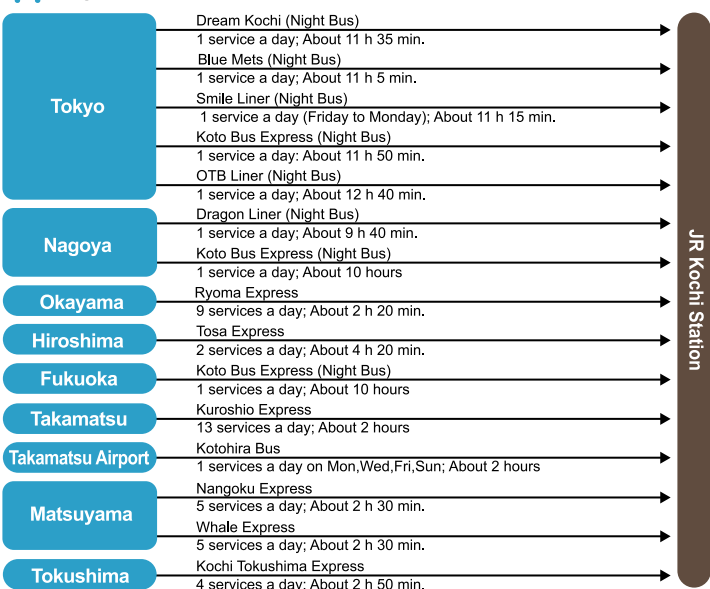 Tokyo
Dream Kochi (Night Bus)
1 service a day; About 11 h 35 min.
Blue Mets (Night Bus)
1 service a day; About 11 h 5 min.
Smile Liner (Night Bus)
1 service a day (Friday to Monday); About 11 h 15 min.
Koto Bus Express (Night Bus)
1 service a day: About 11 h 50 min.
OTB Liner (Night Bus)
1 service a day; About 12 h 40 min.
Nagoya
Dragon Liner (Night Bus)
1 service a day; About 9 h 40 min.
Koto Bus Express (Night Bus)
1 service a day; About 10 hours
Okayama
Ryoma Express
9 services a day; About 2 h 20 min.
Hiroshima
Tosa Express
2 services a day; About 4 h 20 min.
Fukuoka
Koto Bus Express (Night Bus)
1 services a day; About 10 hours
Takamatsu
Kuroshio Express
13 services a day; About 2 hours
Takamatsu Airport
Kotohira Bus
1 services a day on Mon,Wed,Fri,Sun; About 2 hours
Matsuyama
Nangoku Express
5 services a day; About 2 h 30 min.
Whale Express
5 services a day; About 2 h 30 min.
Tokushima
Kochi Tokushima Express
4 services a day; About 2 h 50 min.
JR Kochi Station